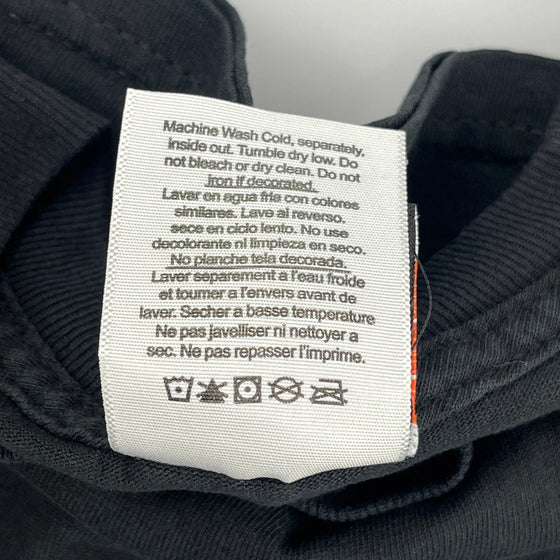 Machine Wash Cold, separately,
inside out. Tumble dry low. Do
not bleach or dry clean. Do not
Iron if decorated.
Lavar en agua fria con colores
similares. Lave al reverso.
sece en ciclo lento. No use
decolorante ni limpieza en seco.
No planche tela decorada.
Laver separement a l'eau froide
et tourner a l'envers avant de
laver. Secher a basse temperature
Ne pas javelliser ni nettoyer a
sec. Ne pas repasser l'imprime.